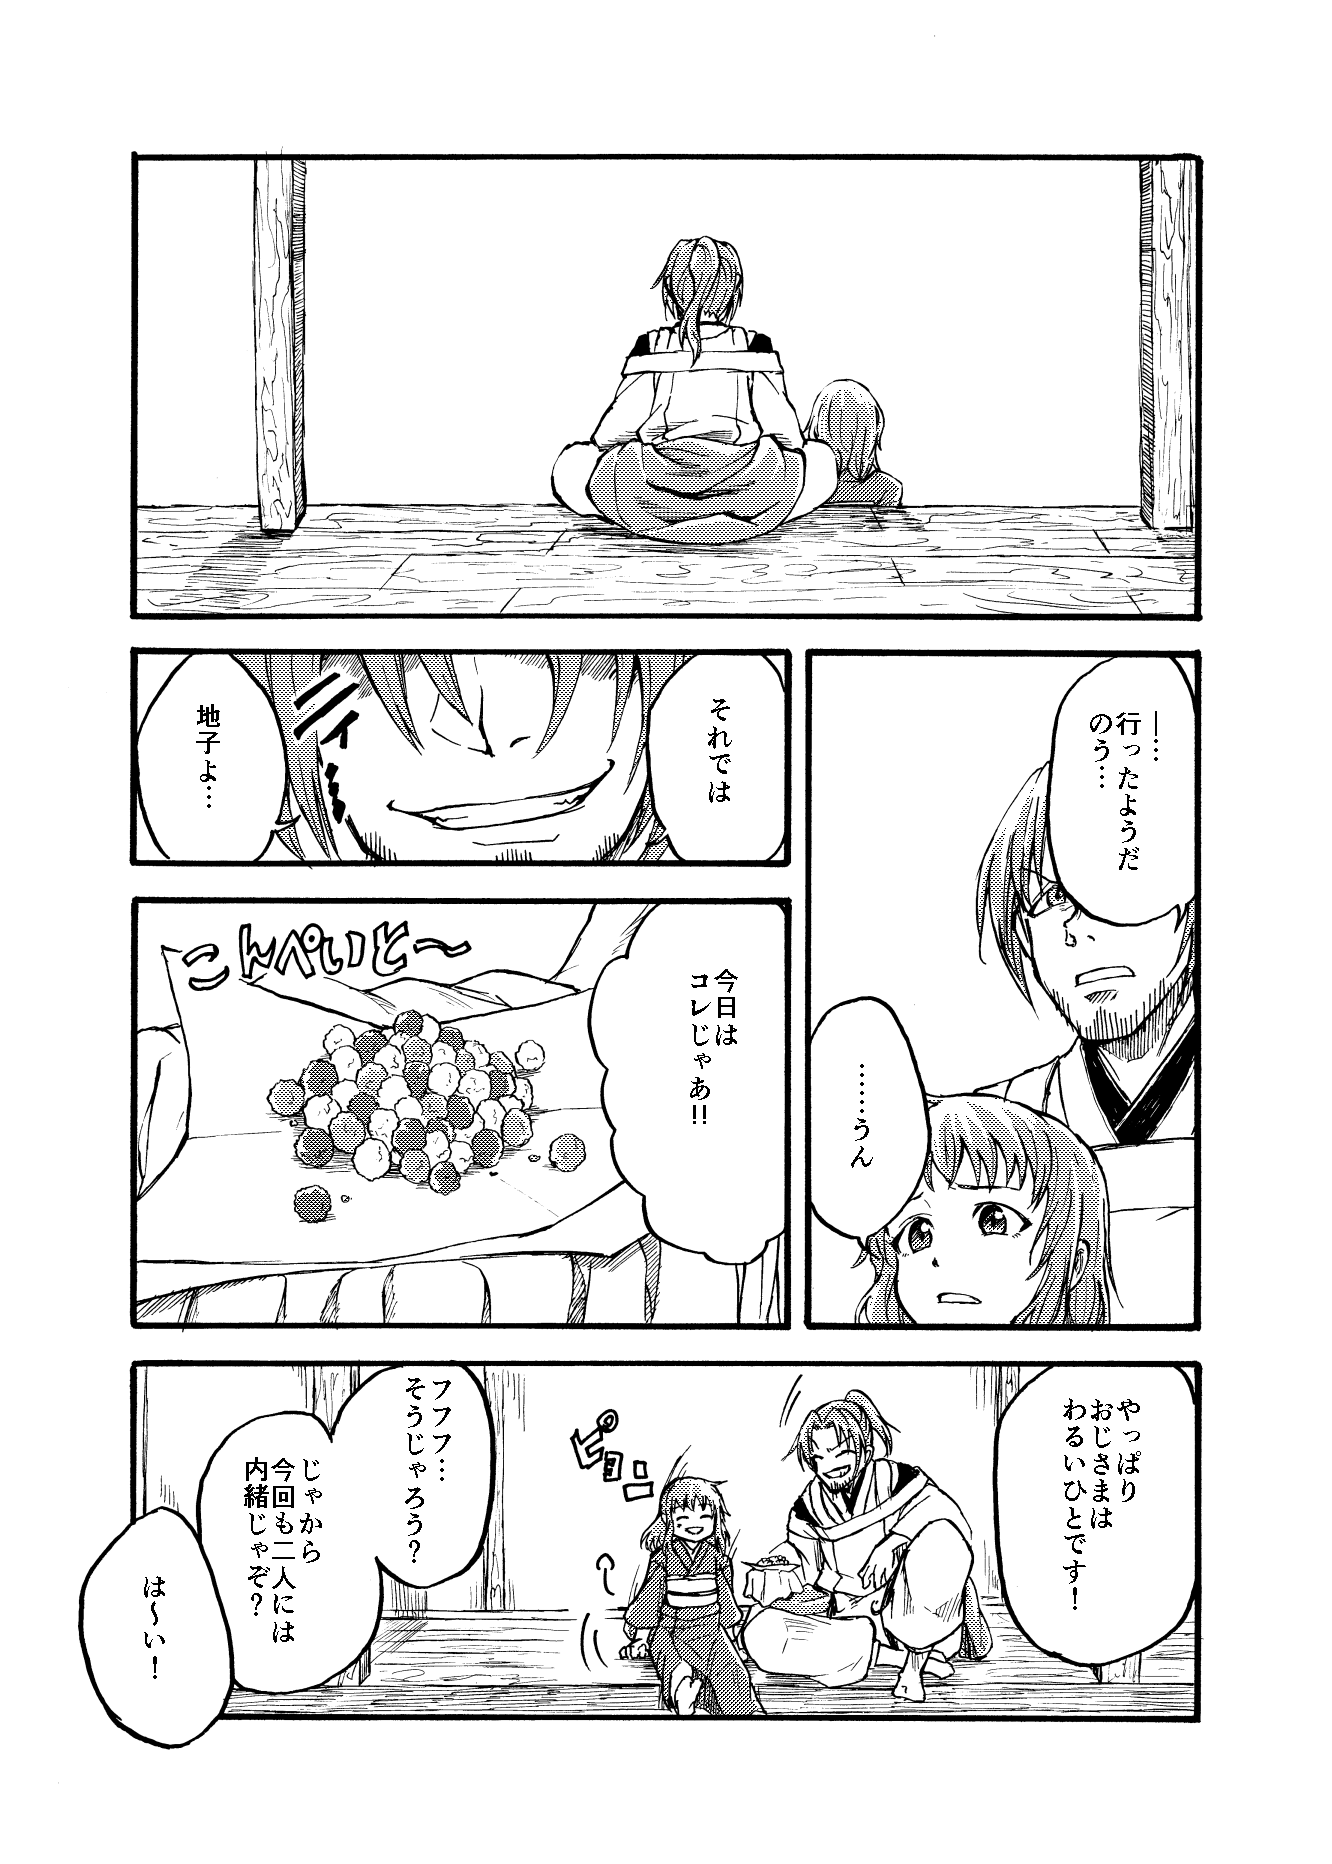 ―…
行ったようだ
のう…
………うん
それでは
ニィ…
地子よ…
今日は
コレじゃあ!!
こんぺいと～
やっぱり
おじさまは
わるいひとです！
ピョコン
フフフ…
そうじゃろう？
じゃから
今回も二人には
内緒じゃぞ？
は～い！